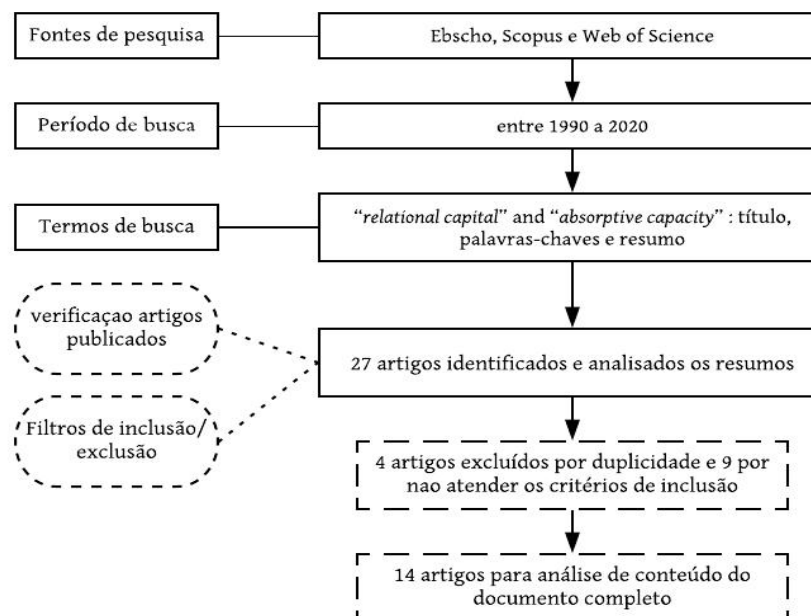 Fontes de pesquisa
Ebscho, Scopus e Web of Science
Período de busca
entre 1990 a 2020
Termos de busca
“relational capital” and “absorptive capacity” : título,
palavras-chaves e resumo
verificaçao artigos
publicados
27 artigos identificados e analisados os resumos
Filtros de inclusão/
exclusão
4 artigos excluídos por duplicidade e 9 por
nao atender os critérios de inclusão
14 artigos para análise de conteúdo do
documento completo